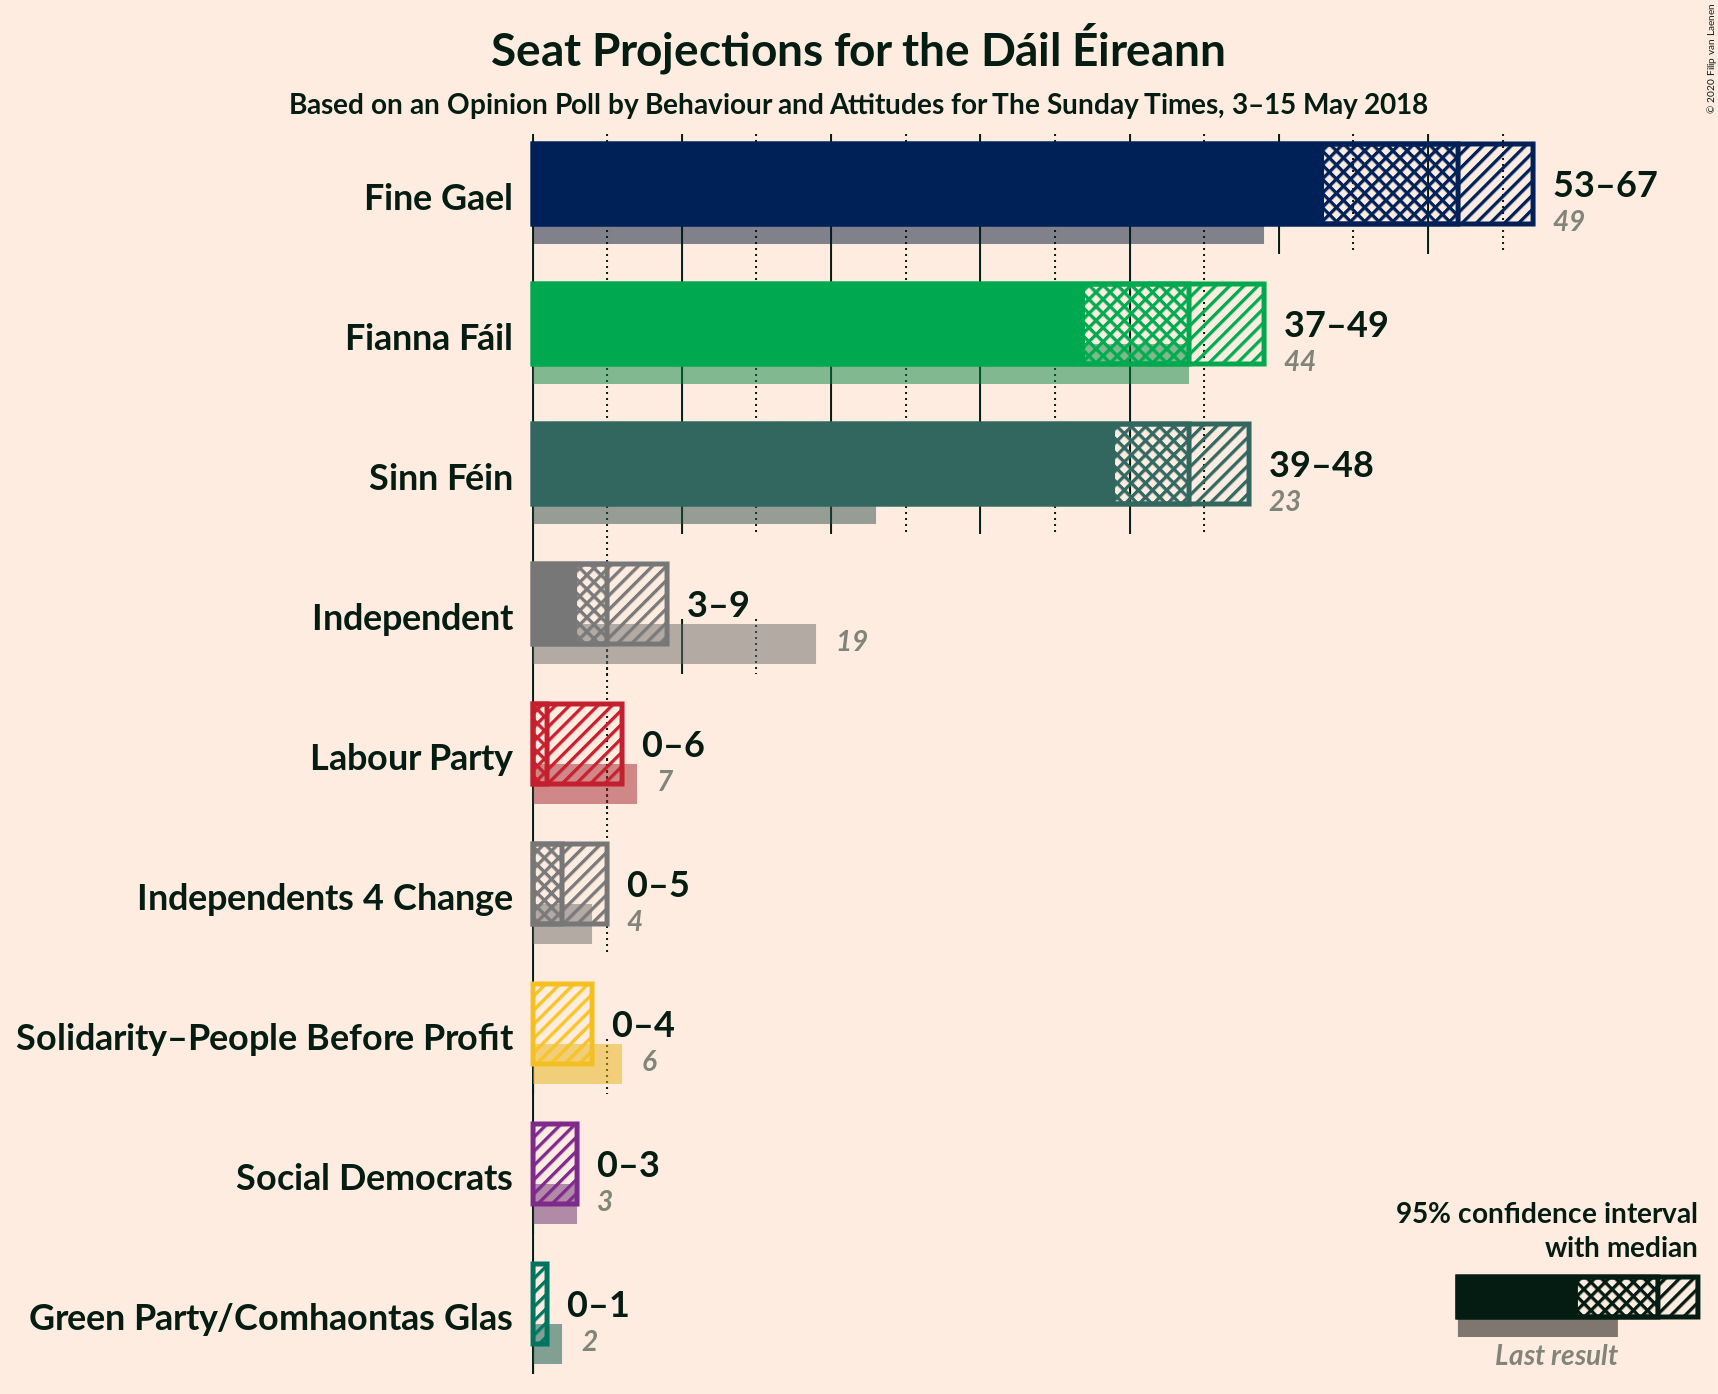 Seat Projections for the Dáil Éireann
Based on an Opinion Poll by Behaviour and Attitudes for The Sunday Times, 3–15 May 2018
© 2020 Filip van Laenen
Fine Gael
53–67
49
Fianna Fáil
37–49
44
Sinn Féin
39–48
23
Independent
3–9
19
Labour Party
0–6
7
Independents 4 Change
0–5
4
Solidarity–People Before Profit
0–4
6
Social Democrats
0–3
3
Green Party/Comhaontas Glas
0–1
2
95% confidence interval
with median
Last result